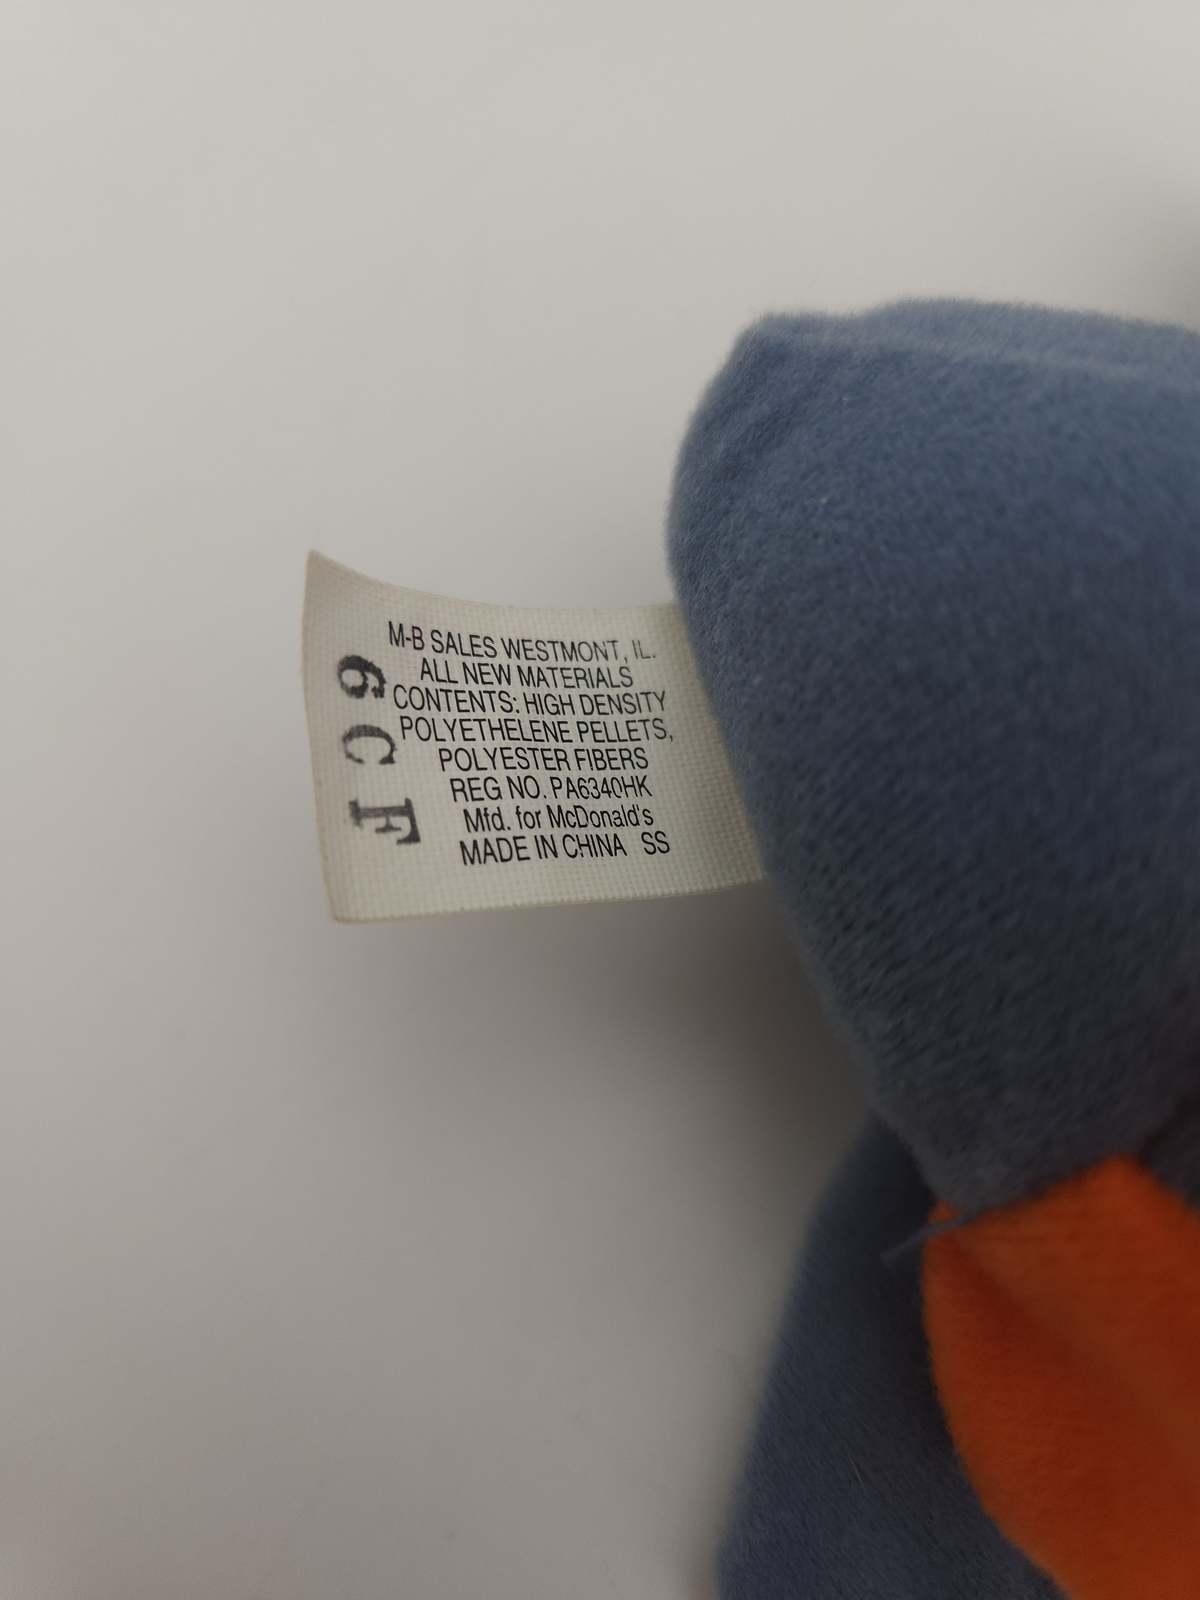 M-B SALES WESTMONT, IL.
ALL NEW MATERIALS
CONTENTS: HIGH DENSITY
POLYETHELENE PELLETS,
POLYESTER FIBERS
REG NO. PA6340HK
Mfd. for McDonald's
MADE IN CHINA SS
6CF